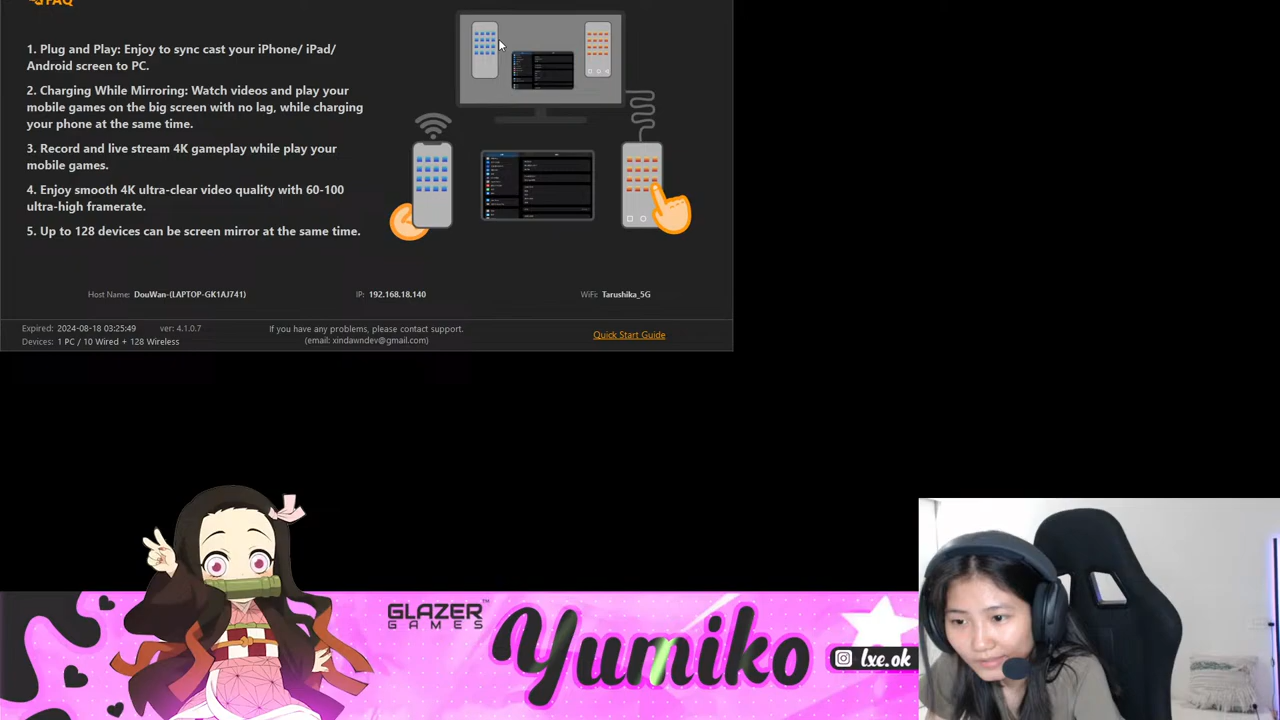 FAQ
1. Plug and Play: Enjoy to sync cast your iPhone/ iPad/
Android screen to PC.
2. Charging While Mirroring: Watch videos and play your
mobile games on the big screen with no lag, while charging
your phone at the same time.
3. Record and live stream 4K gameplay while play your
mobile games.
4. Enjoy smooth 4K ultra-clear video quality with 60-100
ultra-high framerate.
5. Up to 128 devices can be screen mirror at the same time.
Host Name: DouWan-(LAPTOP-GK1AJ741)
IP: 192.168.18.140
WiFi: Tarushika_5G
Expired: 2024-08-18 03:25:49 ver: 4.1.0.7
Devices: 1 PC / 10 Wired + 128 Wireless
If you have any problems, please contact support.
(email: xindawndev@gmail.com)
Quick Start Guide
GLAZER™
GAMES
Yumiko
lxe.ok